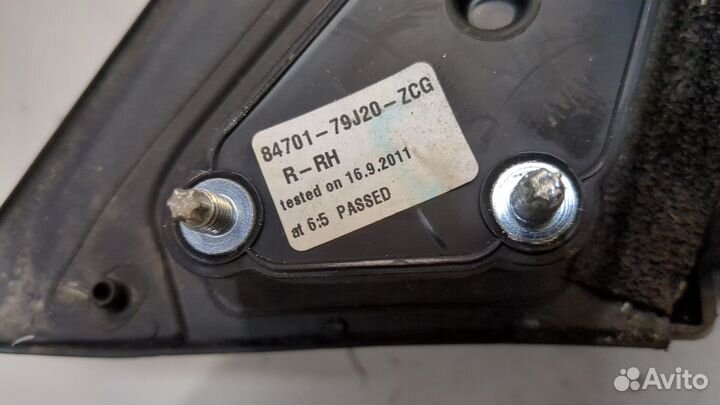 84701-79J20-ZCG
R-RH
tested on 16.9.2011
at 6:5 PASSED
Avito